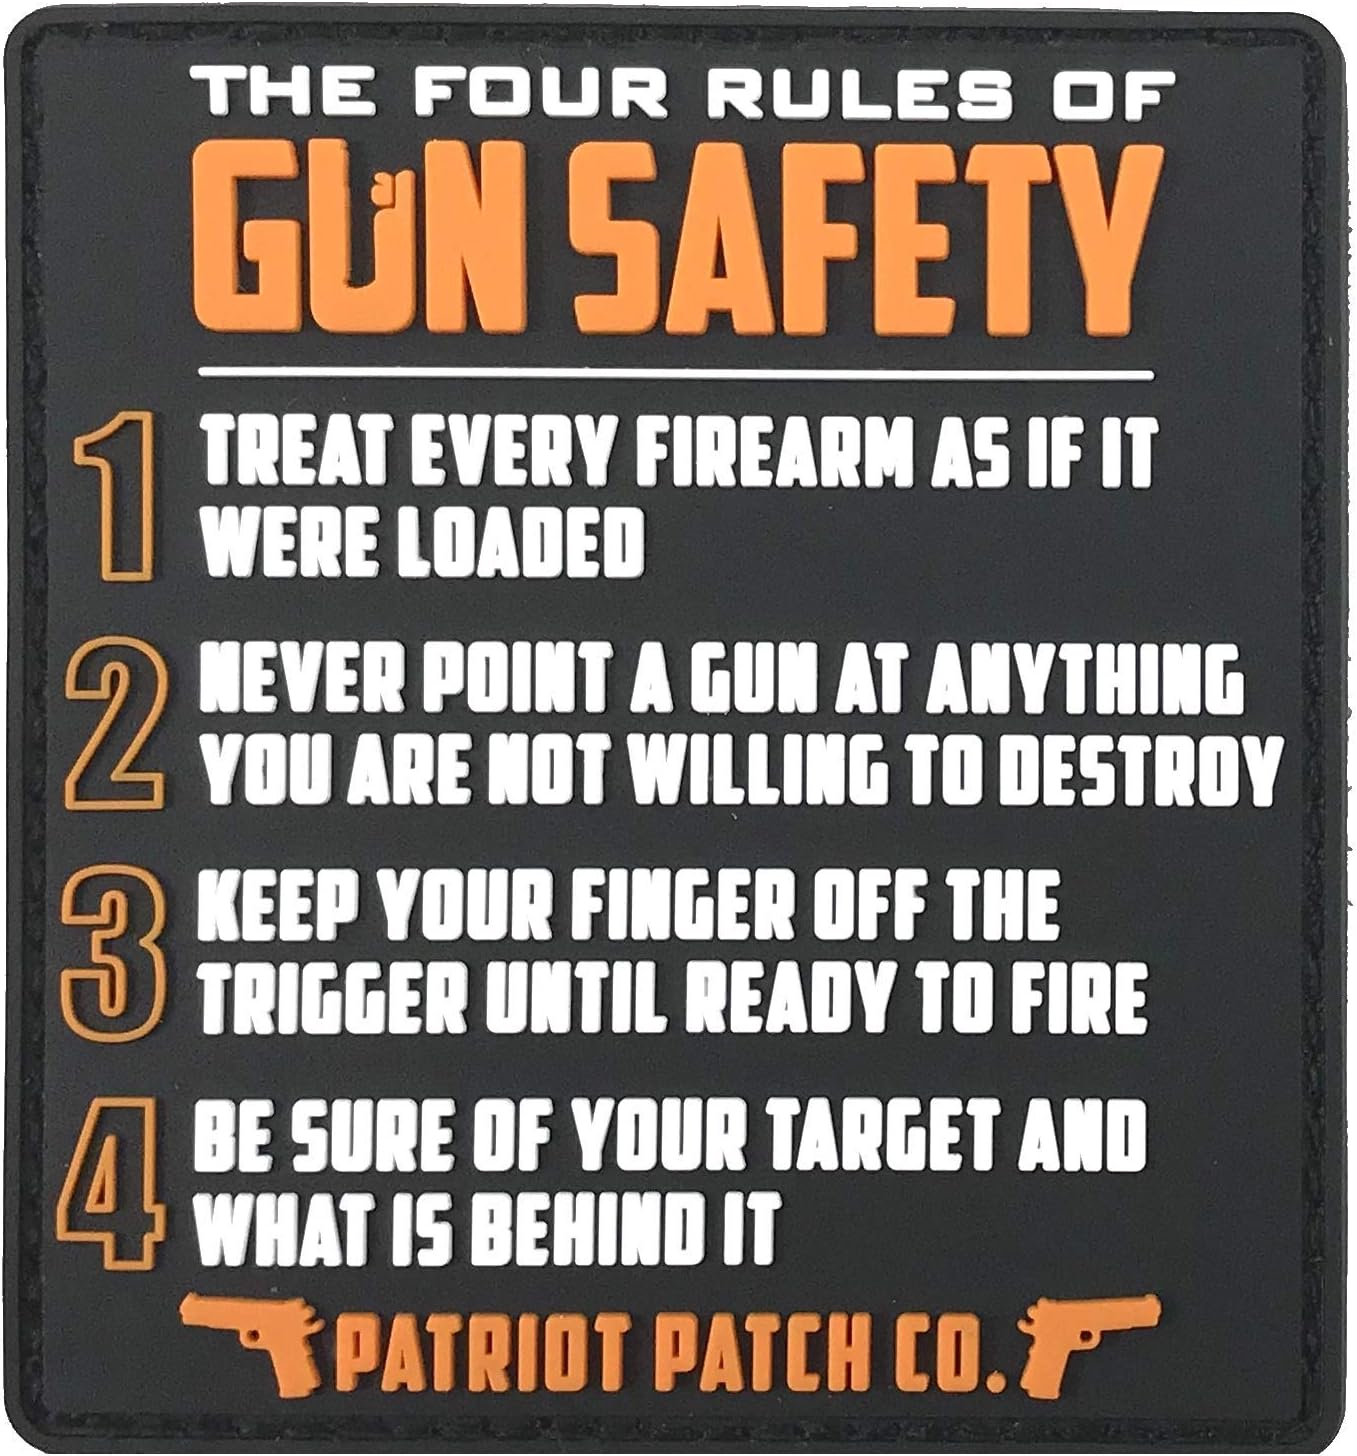 THE FOUR RULES OF
GUN SAFETY
1 TREAT EVERY FIREARM AS IF IT
WERE LOADED
2 NEVER POINT A GUN AT ANYTHING
YOU ARE NOT WILLING TO DESTROY
3 KEEP YOUR FINGER OFF THE
TRIGGER UNTIL READY TO FIRE
4 BE SURE OF YOUR TARGET AND
WHAT IS BEHIND IT
PATRIOT PATCH CO.